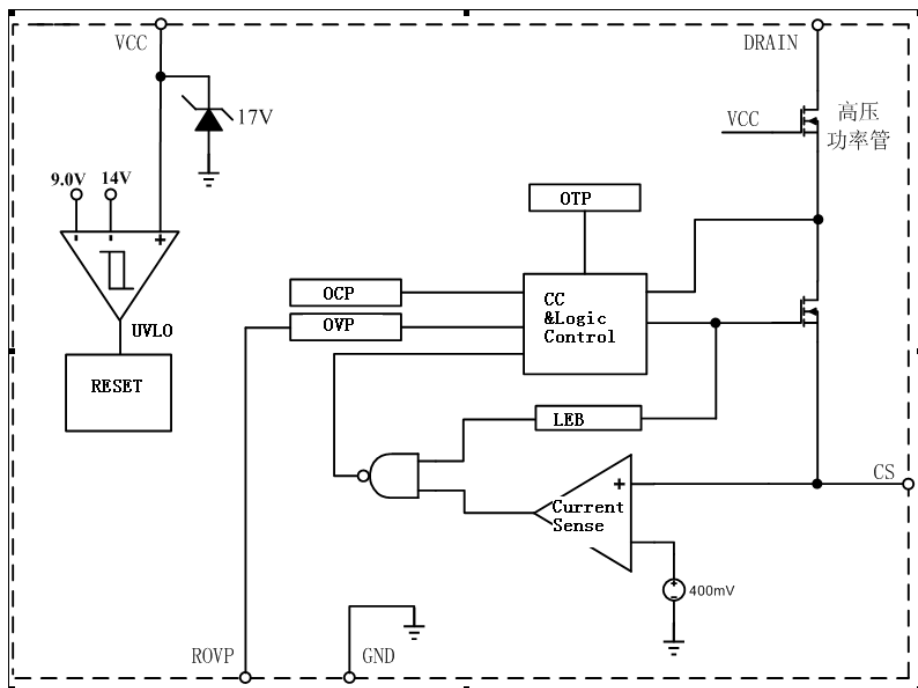 VCC
DRAIN
17V
VCC
高压
功率管
9.0V
14V
OTP
OCP
CC
&Logic
Control
OVP
UVLO
RESET
LEB
CS
+
Current
Sense
400mV
ROVP
GND